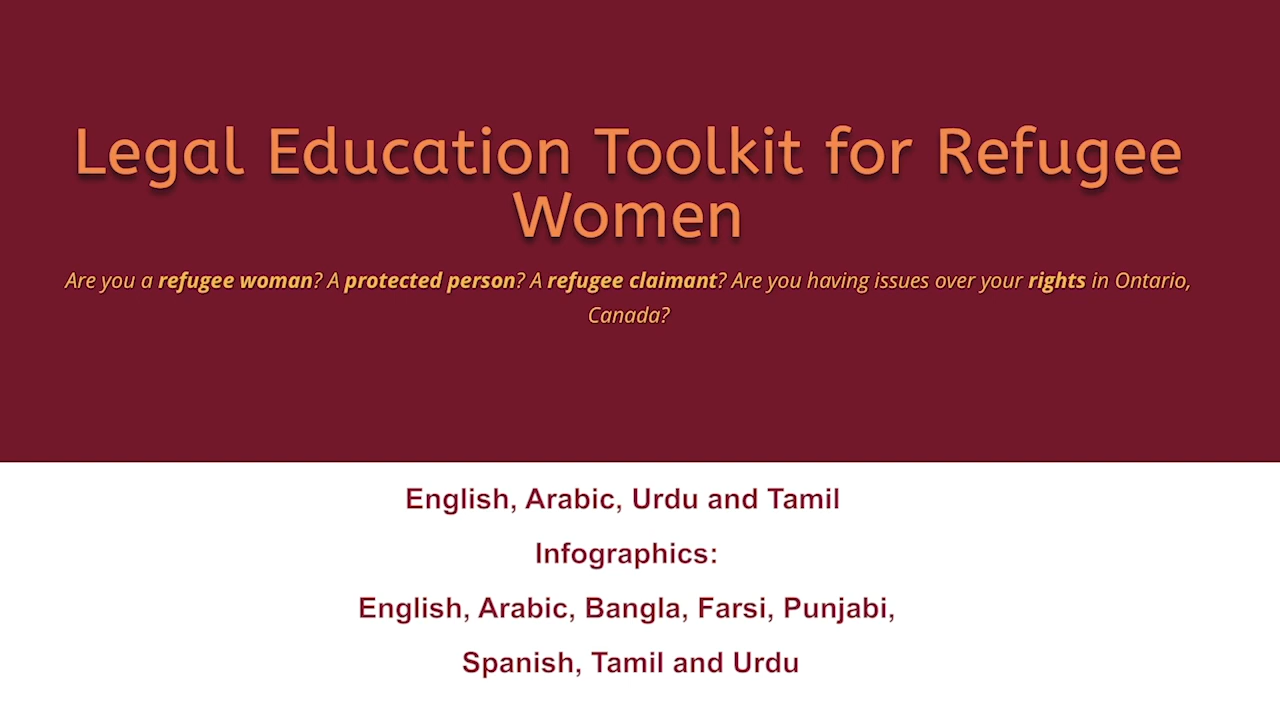 Legal Education Toolkit for Refugee
Women
Are you a refugee woman? A protected person? A refugee claimant? Are you having issues over your rights in Ontario,
Canada?
English, Arabic, Urdu and Tamil
Infographics:
English, Arabic, Bangla, Farsi, Punjabi,
Spanish, Tamil and Urdu